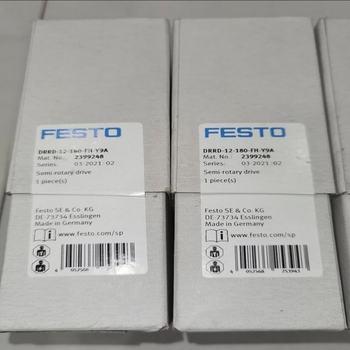 FESTO
DRRD-12-180-FH-Y9A
Mat. No.: 2399248
Series: 03 2021:02
Semi-rotary drive
1 piece(s)
Festo SE & Co. KG
DE-73734 Esslingen
Made in Germany
www.festo.com/sp
FESTO
DRRD-12-180-FH-Y9A
Mat. No.: 2399248
Series: 03 2021:02
Semi-rotary drive
1 piece(s)
Festo SE & Co. KG
DE-73734 Esslingen
Made in Germany
www.festo.com/sp